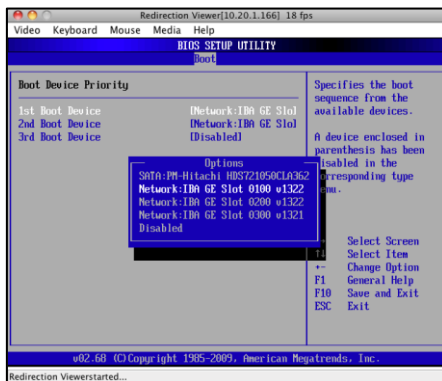 Redirection Viewer[10.20.1.166] 18 fps
Video Keyboard Mouse Media Help
BIOS SETUP UTILITY
Boot
Boot Device Priority
1st Boot Device [Network:IBA GE Slo]
2nd Boot Device [Network:IBA GE Slo]
3rd Boot Device [Disabled]
Options
SATA:PM-Hitachi HDS721050CLA362
Network:IBA GE Slot 0100 v1322
Network:IBA GE Slot 0200 v1322
Network:IBA GE Slot 0300 v1321
Disabled
Specifies the boot
sequence from the
available devices.
A device enclosed in
parenthesis has been
disabled in the
corresponding type
menu.
Select Screen
↑↓ Select Item
+- Change Option
F1 General Help
F10 Save and Exit
ESC Exit
v02.68 (C)Copyright 1985-2009, American Megatrends, Inc.
Redirection Viewerstarted...